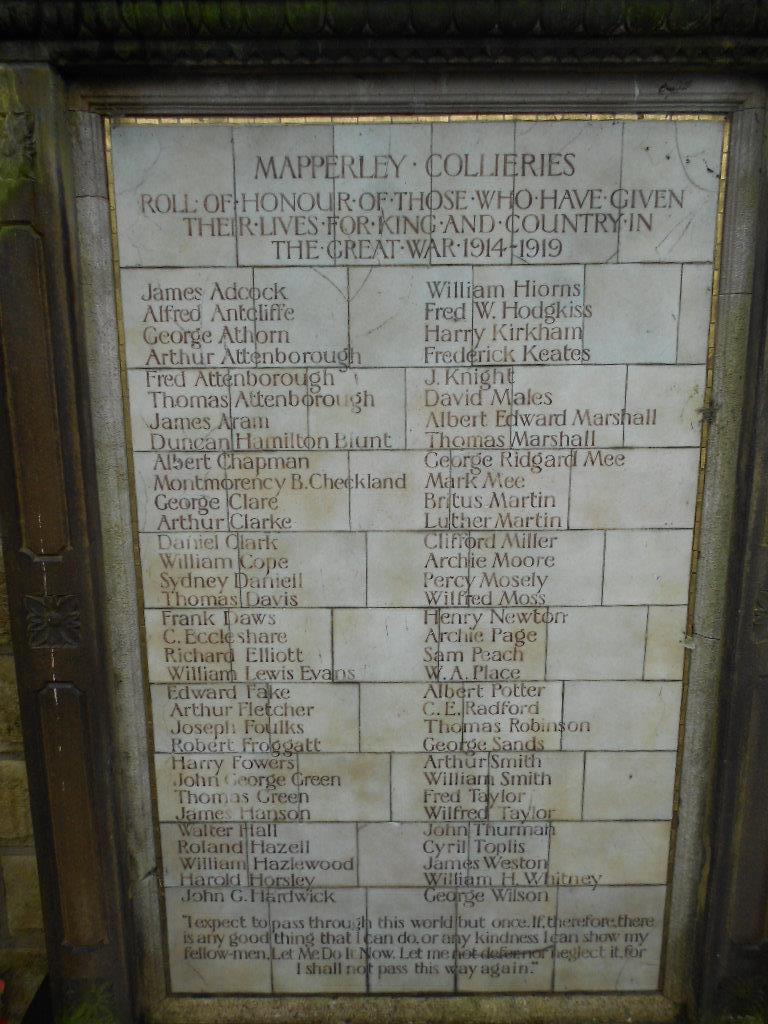 MAPPERLEY · COLLIERIES
ROLL · OF · HONOUR · OF · THOSE · WHO · HAVE · GIVEN
THEIR · LIVES · FOR · KING · AND · COUNTRY · IN
THE · GREAT · WAR · 1914-1919
James Adcock
Alfred Antcliffe
George Athorn
Arthur Attenborough
Fred Attenborough
Thomas Attenborough
James Aram
Duncan Hamilton Blunt
Albert Chapman
Montmorency B. Checkland
George Clare
Arthur Clarke
Daniel Clark
William Cope
Sydney Daniell
Thomas Davis
Frank Daws
C. Eccleshare
Richard Elliott
William Lewis Evans
Edward Fake
Arthur Fletcher
Joseph Foulks
Robert Froggatt
Harry Fowers
John George Green
Thomas Green
James Hanson
Walter Hall
Roland Hazell
William Hazlewood
Harold Horsley
John G. Hardwick
William Hiorns
Fred W. Hodgkiss
Harry Kirkham
Frederick Keates
J. Knight
David Males
Albert Edward Marshall
Thomas Marshall
George Ridgard Mee
Mark Mee
Britus Martin
Luther Martin
Clifford Miller
Archie Moore
Percy Mosely
Wilfred Moss
Henry Newton
Archie Page
Sam Peach
W. A. Place
Albert Potter
C. E. Radford
Thomas Robinson
George Sands
Arthur Smith
William Smith
Fred Taylor
Wilfred Taylor
John Thurman
Cyril Toplis
James Weston
William H. Whitney
George Wilson
"I expect to pass through this world but once. If, therefore, there
is any good thing that I can do, or any kindness I can show my
fellow-men, Let Me Do It Now. Let me not defer nor neglect it, for
I shall not pass this way again."